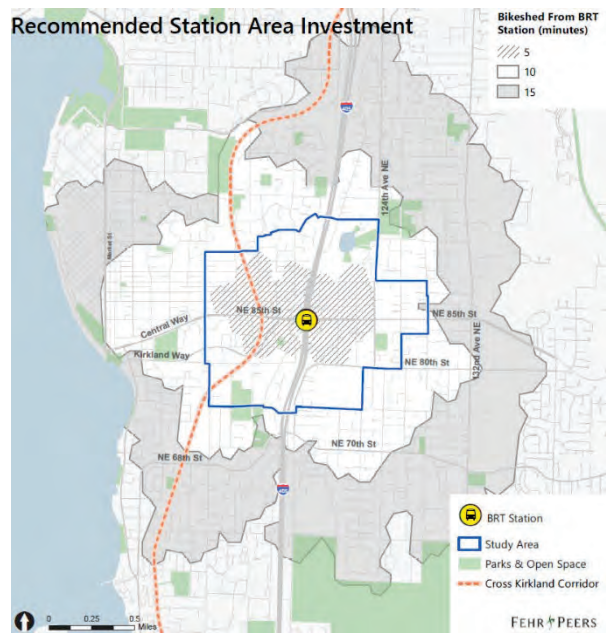 Recommended Station Area Investment
Bikeshed From BRT
Station (minutes)
5
10
15
124th Ave NE
Market St
NE 85th St
NE 85th St
Central Way
Kirkland Way
NE 80th St
132nd Ave NE
NE 70th St
NE 68th St
BRT Station
Study Area
Parks & Open Space
Cross Kirkland Corridor
0 0.25 0.5
Miles
FEHR PEERS